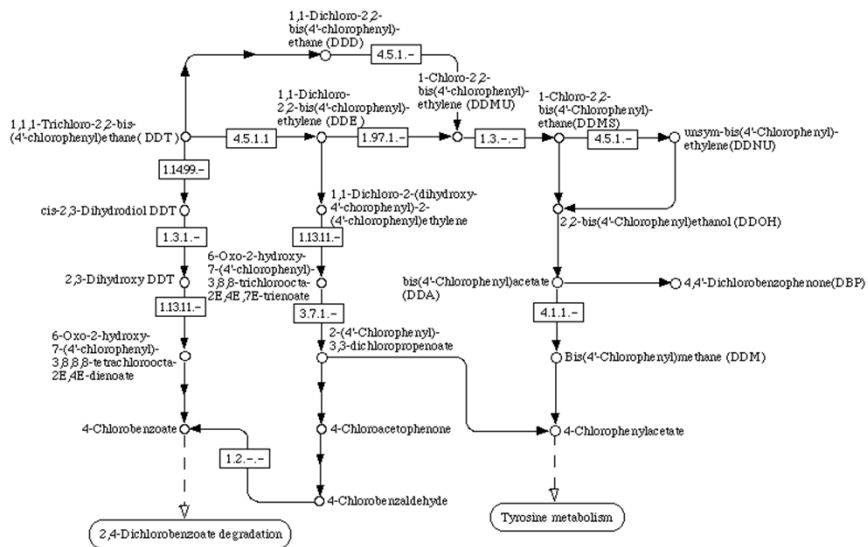 1,1-Dichloro-2,2-
bis(4'-chlorophenyl)-
ethane (DDD)
4.5.1.-
1,1-Dichloro-
2,2-bis(4'-chlorophenyl)-
ethylene (DDE)
1-Chloro-2,2-
bis(4'-chlorophenyl)-
ethylene (DDMU)
1-Chloro-2,2-
bis(4'-Chlorophenyl)-
ethane(DDMS)
1,1,1-Trichloro-2,2-bis-
(4'-chlorophenyl)ethane( DDT)
4.5.1.1
1.97.1.-
1.3.-.-
4.5.1.-
unsym-bis(4'-Chlorophenyl)-
ethylene(DDNU)
1.14.99.-
cis-2,3-Dihydrodiol DDT
1,1-Dichloro-2-(dihydroxy-
4'-chorophenyl)-2-
(4'-chlorophenyl)ethylene
2,2-bis(4'-Chlorophenyl)ethanol (DDOH)
1.3.1.-
1.13.11.-
2,3-Dihydroxy DDT
6-Oxo-2-hydroxy-
7-(4'-chlorophenyl)-
3,8,8-trichloroocta-
2E,4E,7E-trienoate
bis(4'-Chlorophenyl)acetate
(DDA)
4,4'-Dichlorobenzophenone(DBP)
1.13.11.-
3.7.1.-
4.1.1.-
6-Oxo-2-hydroxy-
7-(4'-chlorophenyl)-
3,8,8,8-tetrachloroocta-
2E,4E-dienoate
2-(4'-Chlorophenyl)-
3,3-dichloropropenoate
Bis(4'-Chlorophenyl)methane (DDM)
4-Chlorobenzoate
4-Chloroacetophenone
4-Chlorophenylacetate
1.2.-.-
4-Chlorobenzaldehyde
2,4-Dichlorobenzoate degradation
Tyrosine metabolism